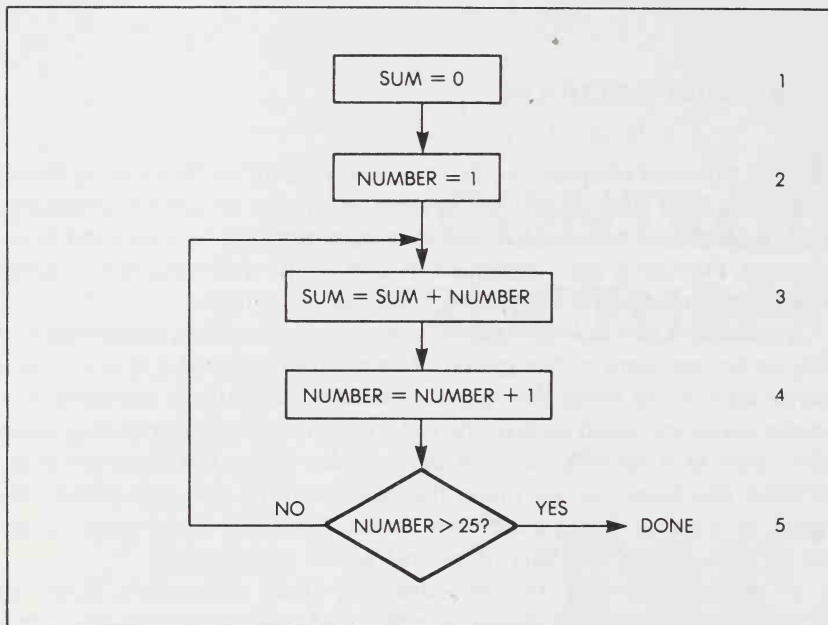 SUM = 0 1
NUMBER = 1 2
SUM = SUM + NUMBER 3
NUMBER = NUMBER + 1 4
NO NUMBER > 25? YES DONE 5